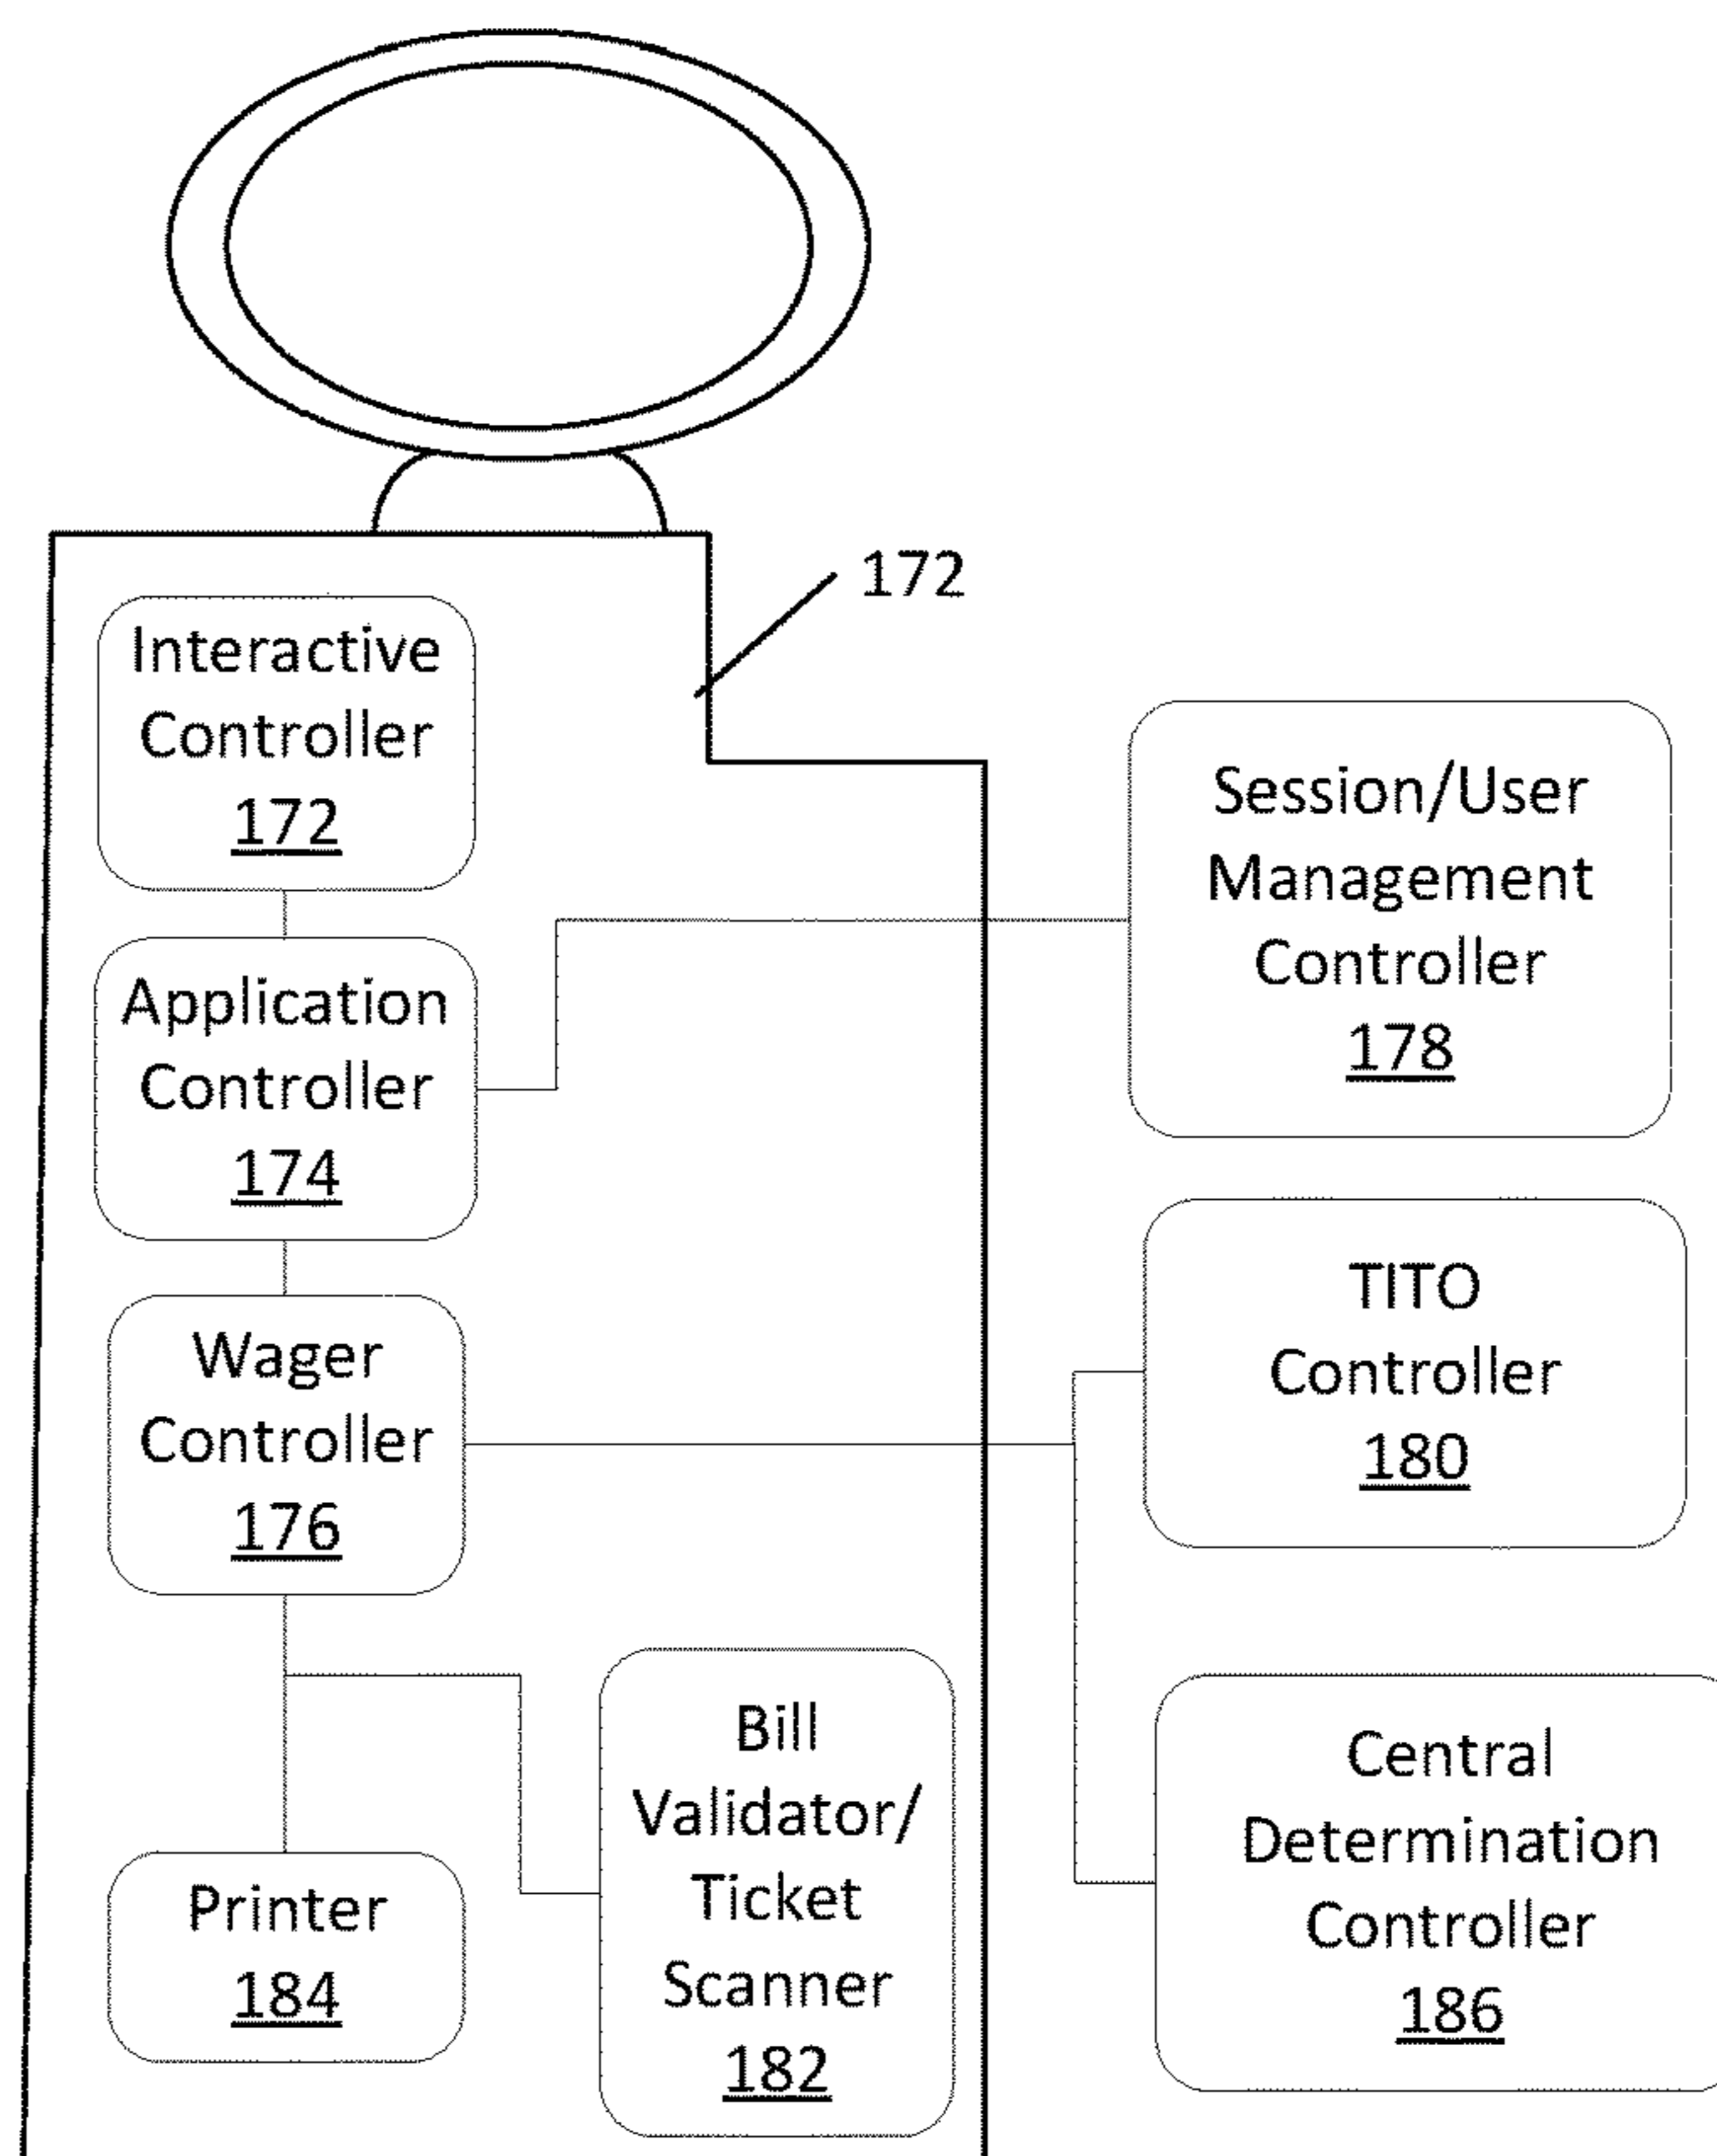 172
Interactive
Controller
172
Application
Controller
174
Wager
Controller
176
Printer
184
Bill
Validator/
Ticket
Scanner
182
Session/User
Management
Controller
178
TITO
Controller
180
Central
Determination
Controller
186